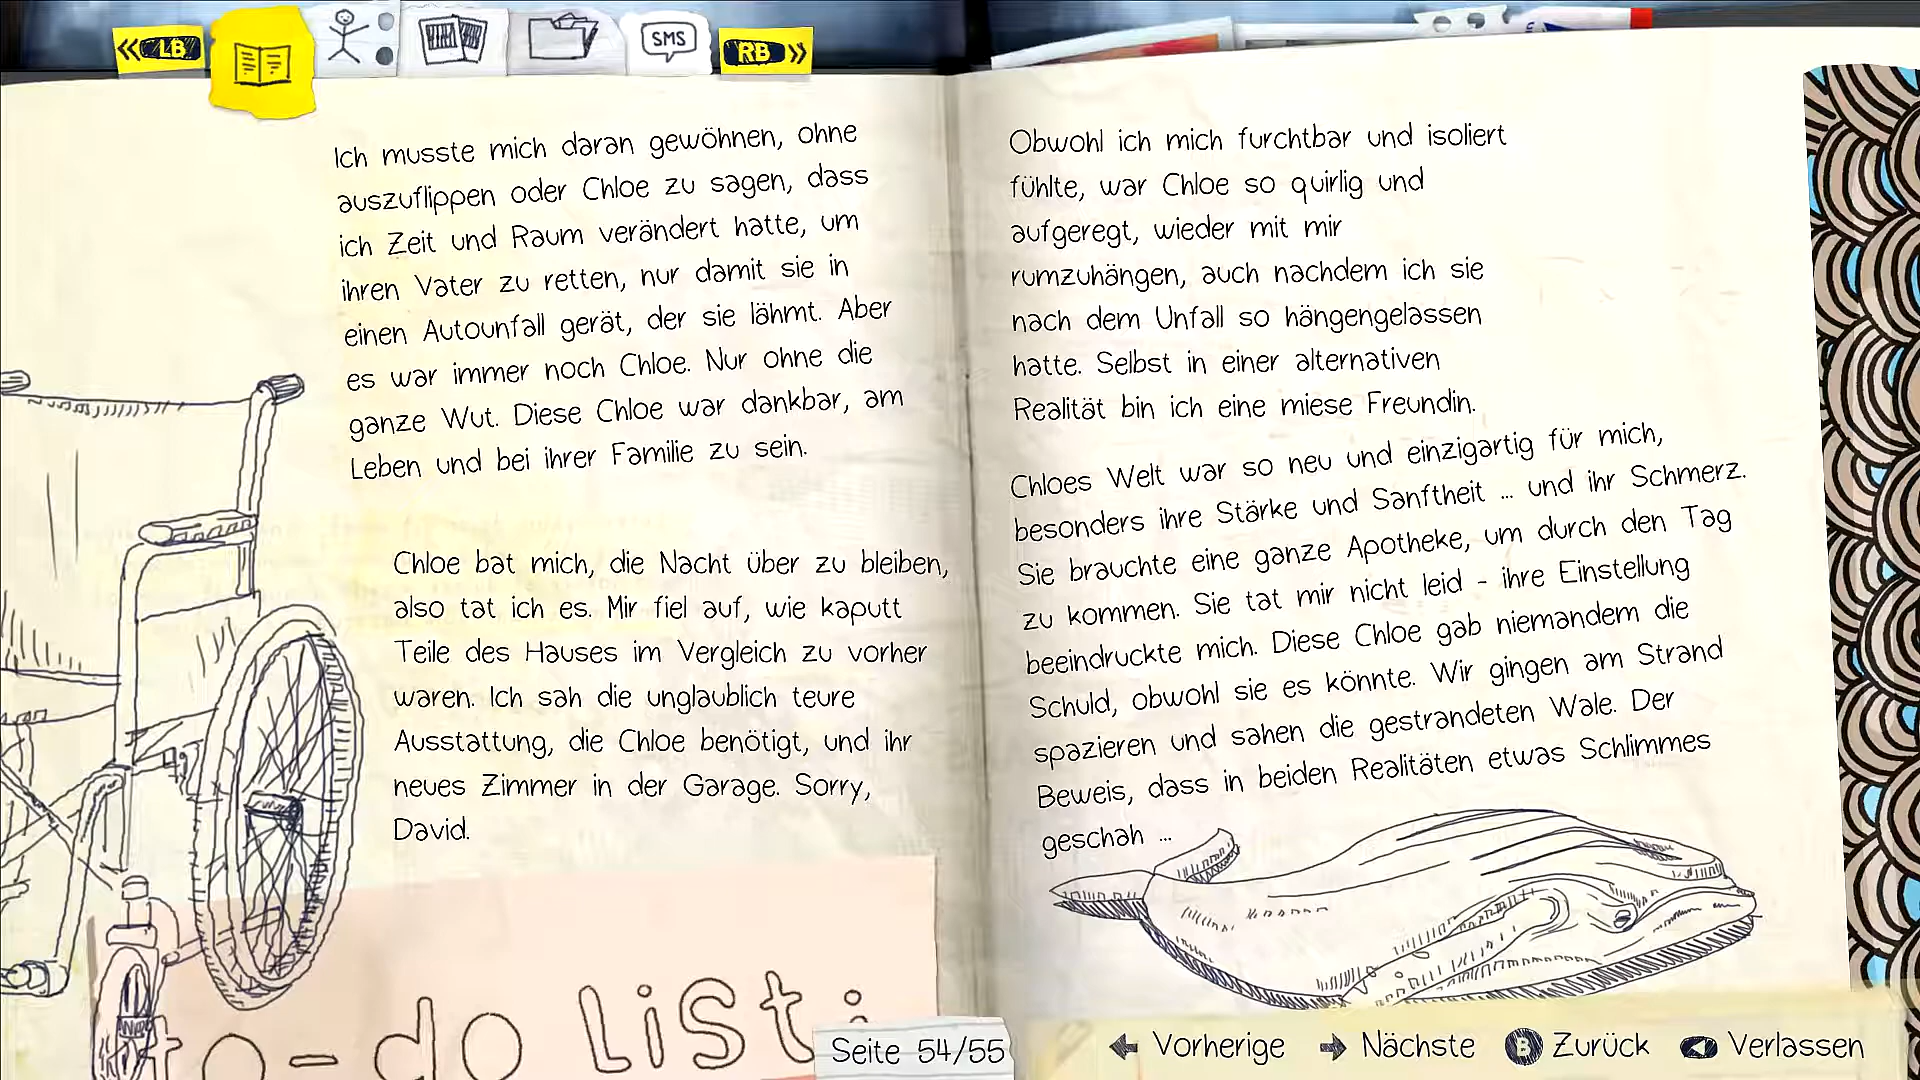 LB
SMS
RB
Ich musste mich daran gewöhnen, ohne
auszuflippen oder Chloe zu sagen, dass
ich Zeit und Raum verändert hatte, um
ihren Vater zu retten, nur damit sie in
einen Autounfall gerät, der sie lähmt. Aber
es war immer noch Chloe. Nur ohne die
ganze Wut. Diese Chloe war dankbar, am
Leben und bei ihrer Familie zu sein.
Chloe bat mich, die Nacht über zu bleiben,
also tat ich es. Mir fiel auf, wie kaputt
Teile des Hauses im Vergleich zu vorher
waren. Ich sah die unglaublich teure
Ausstattung, die Chloe benötigt, und ihr
neues Zimmer in der Garage. Sorry,
David.
to-do List:
Obwohl ich mich furchtbar und isoliert
fühlte, war Chloe so quirlig und
aufgeregt, wieder mit mir
rumzuhängen, auch nachdem ich sie
nach dem Unfall so hängengelassen
hatte. Selbst in einer alternativen
Realität bin ich eine miese Freundin.
Chloes Welt war so neu und einzigartig für mich,
besonders ihre Stärke und Sanftheit ... und ihr Schmerz.
Sie brauchte eine ganze Apotheke, um durch den Tag
zu kommen. Sie tat mir nicht leid - ihre Einstellung
beeindruckte mich. Diese Chloe gab niemandem die
Schuld, obwohl sie es könnte. Wir gingen am Strand
spazieren und sahen die gestrandeten Wale. Der
Beweis, dass in beiden Realitäten etwas Schlimmes
geschah ...
Seite 54/55
Vorherige
Nächste
B Zurück
Verlassen